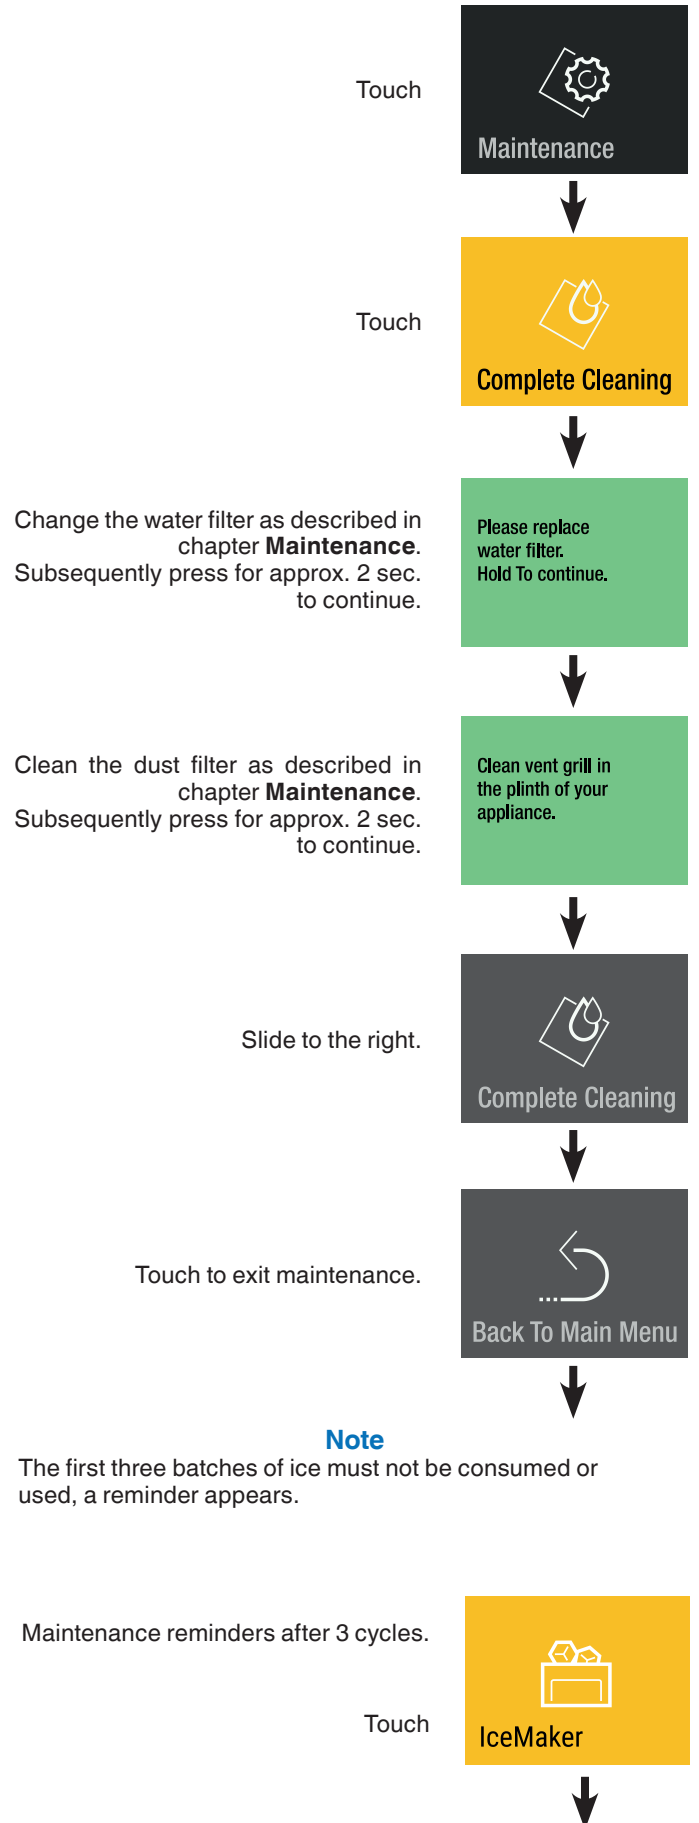 Touch
Maintenance
Touch
Complete Cleaning
Change the water filter as described in
chapter Maintenance.
Subsequently press for approx. 2 sec.
to continue.
Please replace
water filter.
Hold To continue.
Clean the dust filter as described in
chapter Maintenance.
Subsequently press for approx. 2 sec.
to continue.
Clean vent grill in
the plinth of your
appliance.
Slide to the right.
Complete Cleaning
Touch to exit maintenance.
Back To Main Menu
Note
The first three batches of ice must not be consumed or
used, a reminder appears.
Maintenance reminders after 3 cycles.
Touch
IceMaker